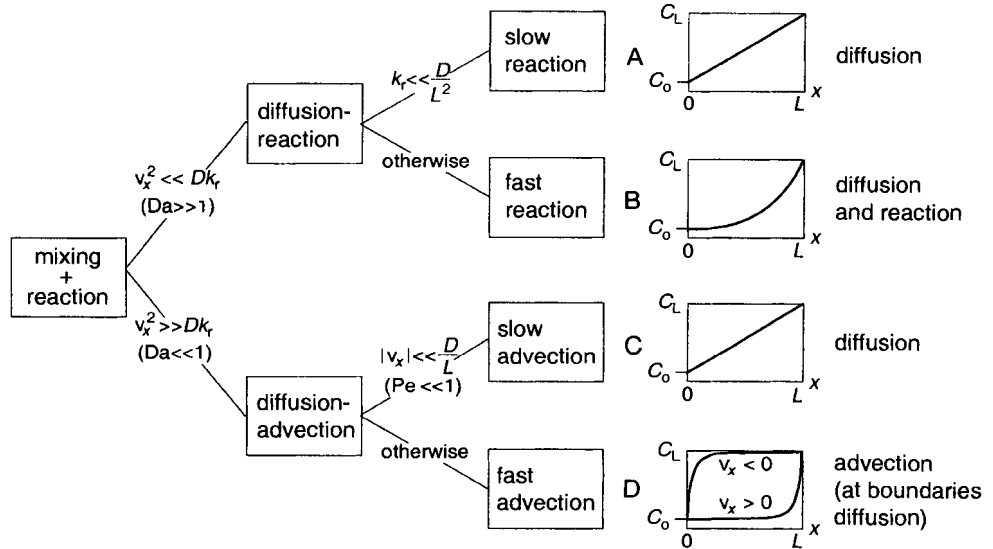 mixing
+
reaction
v_x^2 << Dk_r
(Da>>1)
v_x^2 >> Dk_r
(Da<<1)
diffusion-
reaction
k_r << D/L^2
otherwise
slow
reaction
A
C_L
C_o
0
L x
diffusion
fast
reaction
B
C_L
C_o
0
L x
diffusion
and reaction
diffusion-
advection
|v_x| << D/L
(Pe <<1)
otherwise
slow
advection
C
C_L
C_o
0
L x
diffusion
fast
advection
D
C_L
v_x < 0
v_x > 0
C_o
0
L x
advection
(at boundaries
diffusion)